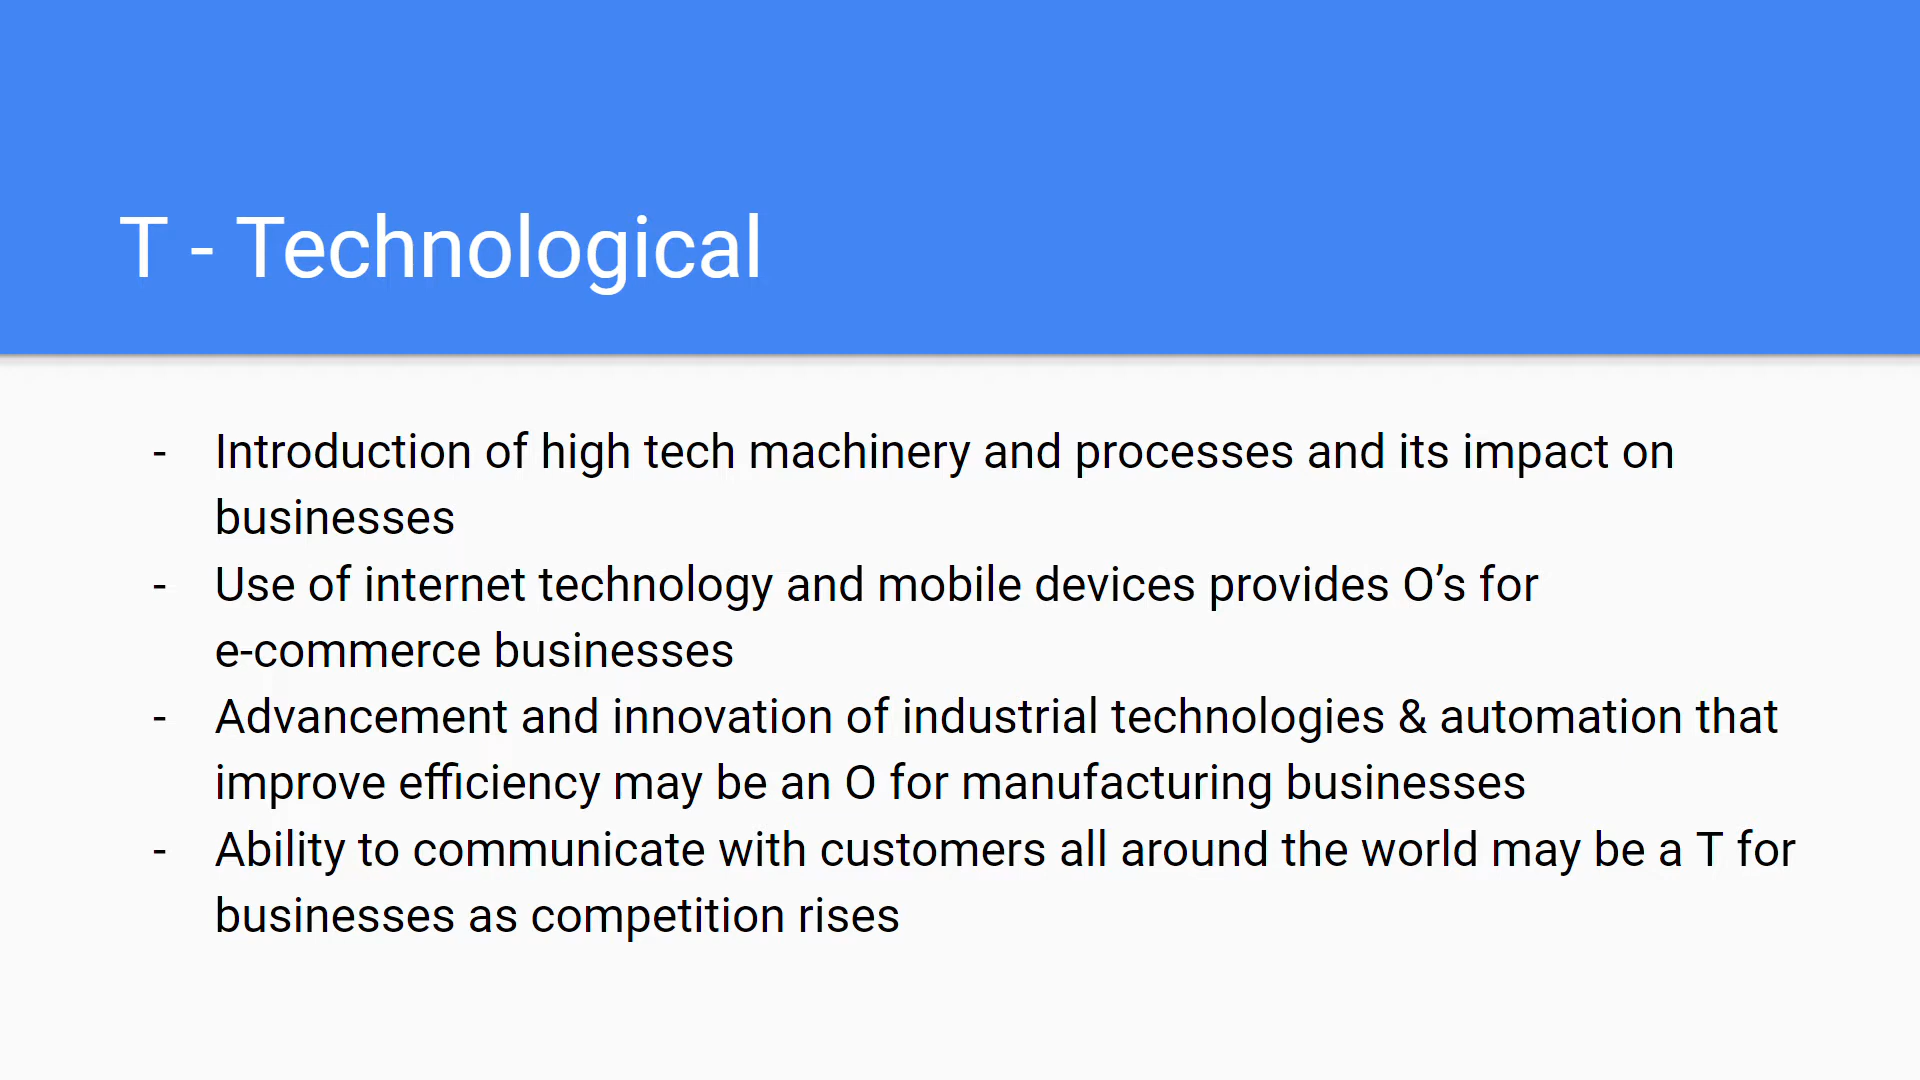 T - Technological
- Introduction of high tech machinery and processes and its impact on
businesses
- Use of internet technology and mobile devices provides O’s for
e-commerce businesses
- Advancement and innovation of industrial technologies & automation that
improve efficiency may be an O for manufacturing businesses
- Ability to communicate with customers all around the world may be a T for
businesses as competition rises